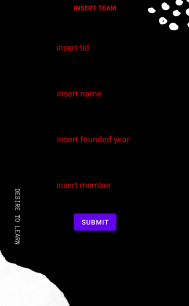 INSERT TEAM
insert tid
insert name
insert founded year
insert member
SUBMIT
DESIRE TO LEARN